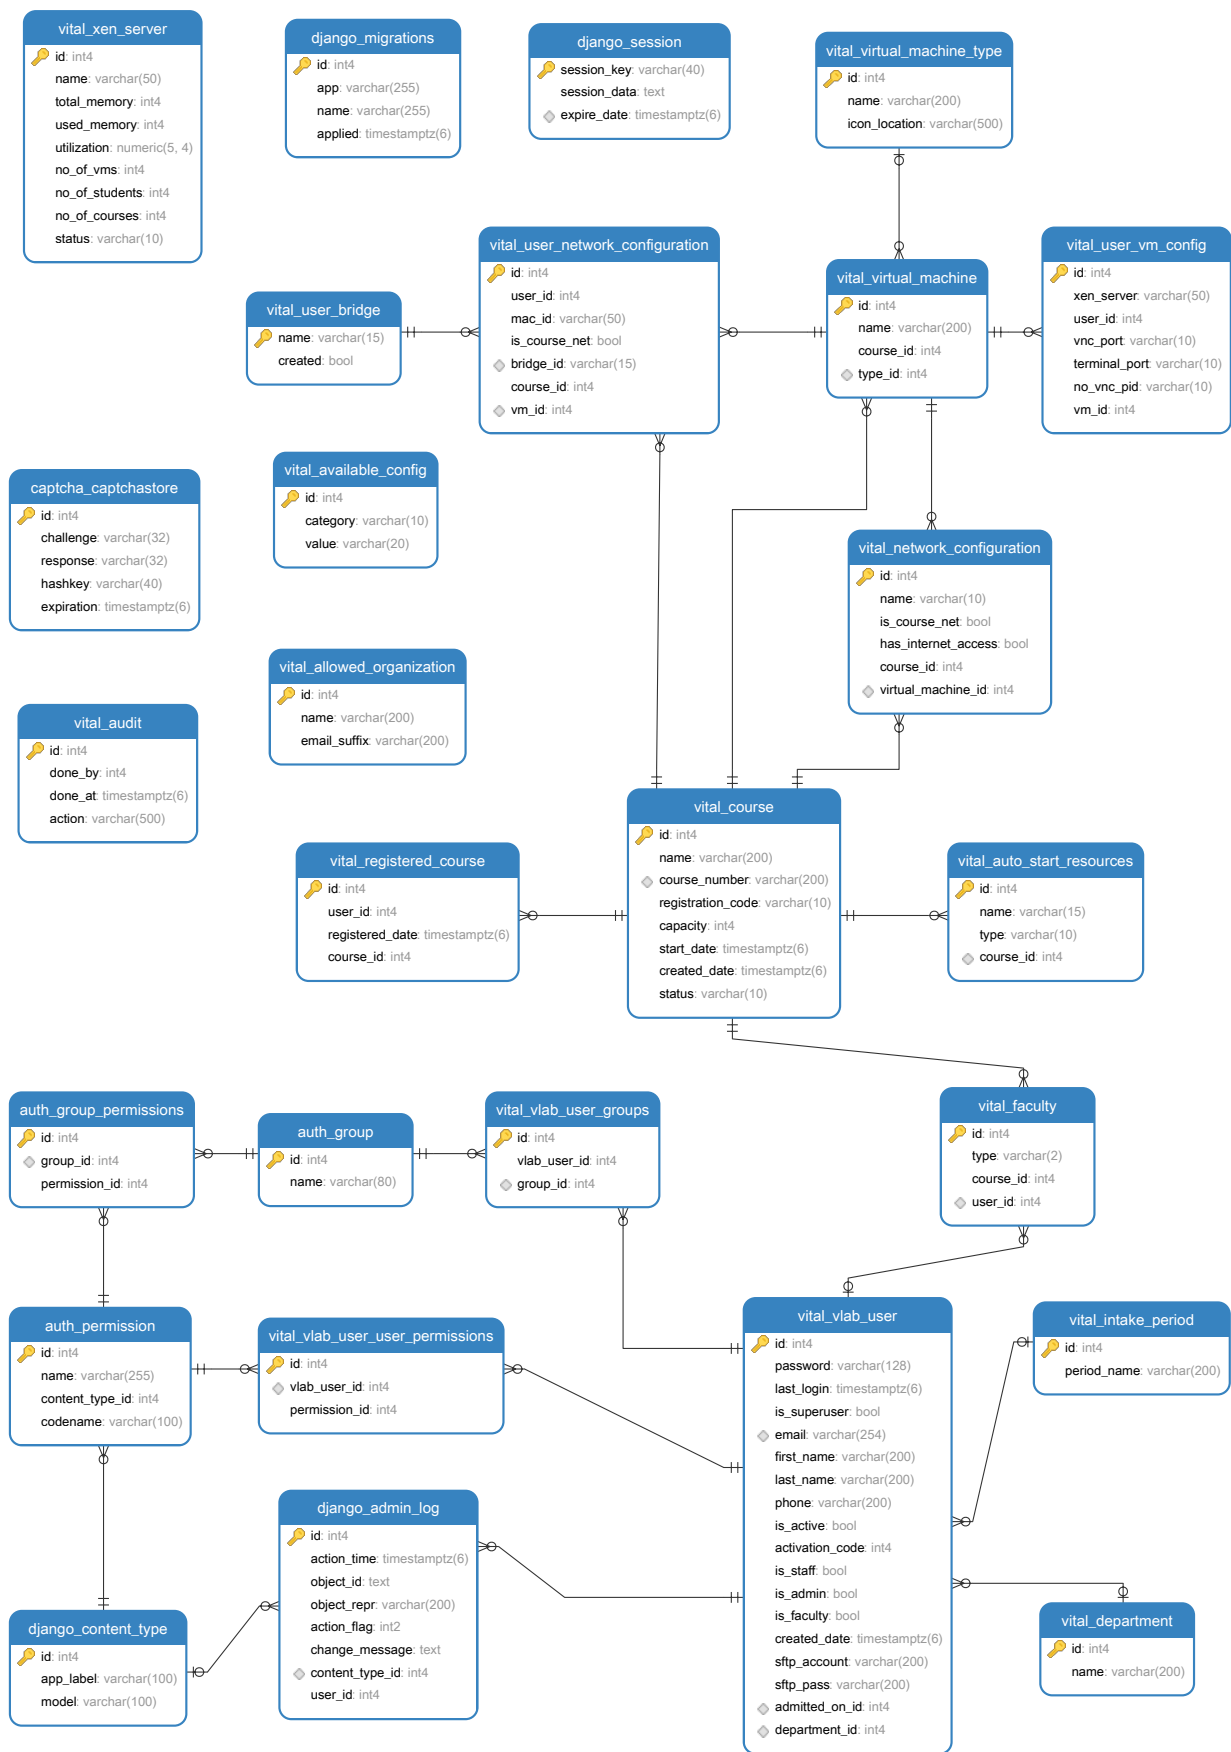 vital_xen_server
id: int4
name: varchar(50)
total_memory: int4
used_memory: int4
utilization: numeric(5, 4)
no_of_vms: int4
no_of_students: int4
no_of_courses: int4
status: varchar(10)
django_migrations
id: int4
app: varchar(255)
name: varchar(255)
applied: timestamptz(6)
django_session
session_key: varchar(40)
session_data: text
expire_date: timestamptz(6)
vital_virtual_machine_type
id: int4
name: varchar(200)
icon_location: varchar(500)
vital_user_bridge
name: varchar(15)
created: bool
vital_user_network_configuration
id: int4
user_id: int4
mac_id: varchar(50)
is_course_net: bool
bridge_id: varchar(15)
course_id: int4
vm_id: int4
vital_virtual_machine
id: int4
name: varchar(200)
course_id: int4
type_id: int4
vital_user_vm_config
id: int4
xen_server: varchar(50)
user_id: int4
vnc_port: varchar(10)
terminal_port: varchar(10)
no_vnc_pid: varchar(10)
vm_id: int4
captcha_captchastore
id: int4
challenge: varchar(32)
response: varchar(32)
hashkey: varchar(40)
expiration: timestamptz(6)
vital_available_config
id: int4
category: varchar(10)
value: varchar(20)
vital_network_configuration
id: int4
name: varchar(10)
is_course_net: bool
has_internet_access: bool
course_id: int4
virtual_machine_id: int4
vital_allowed_organization
id: int4
name: varchar(200)
email_suffix: varchar(200)
vital_audit
id: int4
done_by: int4
done_at: timestamptz(6)
action: varchar(500)
vital_registered_course
id: int4
user_id: int4
registered_date: timestamptz(6)
course_id: int4
vital_course
id: int4
name: varchar(200)
course_number: varchar(200)
registration_code: varchar(10)
capacity: int4
start_date: timestamptz(6)
created_date: timestamptz(6)
status: varchar(10)
vital_auto_start_resources
id: int4
name: varchar(15)
type: varchar(10)
course_id: int4
auth_group_permissions
id: int4
group_id: int4
permission_id: int4
auth_group
id: int4
name: varchar(80)
vital_vlab_user_groups
id: int4
vlab_user_id: int4
group_id: int4
vital_faculty
id: int4
type: varchar(2)
course_id: int4
user_id: int4
auth_permission
id: int4
name: varchar(255)
content_type_id: int4
codename: varchar(100)
vital_vlab_user_user_permissions
id: int4
vlab_user_id: int4
permission_id: int4
vital_vlab_user
id: int4
password: varchar(128)
last_login: timestamptz(6)
is_superuser: bool
email: varchar(254)
first_name: varchar(200)
last_name: varchar(200)
phone: varchar(200)
is_active: bool
activation_code: int4
is_staff: bool
is_admin: bool
is_faculty: bool
created_date: timestamptz(6)
sftp_account: varchar(200)
sftp_pass: varchar(200)
admitted_on_id: int4
department_id: int4
vital_intake_period
id: int4
period_name: varchar(200)
django_admin_log
id: int4
action_time: timestamptz(6)
object_id: text
object_repr: varchar(200)
action_flag: int2
change_message: text
content_type_id: int4
user_id: int4
django_content_type
id: int4
app_label: varchar(100)
model: varchar(100)
vital_department
id: int4
name: varchar(200)